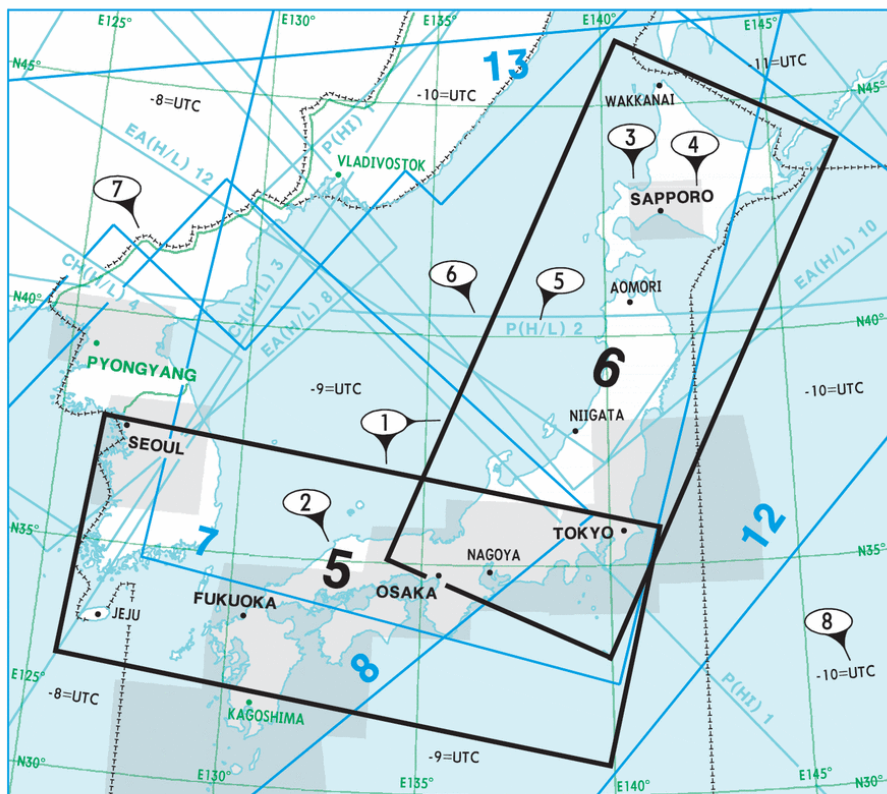 E125°
E130°
E135°
E140°
E145°
N45°
13
-11=UTC
-8=UTC
-10=UTC
N45°
WAKKANAI
P(HI) 1
EA(H/L) 12
VLADIVOSTOK
3
4
7
SAPPORO
EA(H/L) 10
CH(H/L) 4
CH(H/L) 3
EA(H/L) 8
6
5
AOMORI
N40°
P(H/L) 2
N40°
PYONGYANG
6
-9=UTC
-10=UTC
NIIGATA
1
SEOUL
2
12
N35°
7
5
TOKYO
NAGOYA
N35°
OSAKA
FUKUOKA
JEJU
8
8
E125°
-8=UTC
-10=UTC
KAGOSHIMA
P(HI) 1
-9=UTC
N30°
E130°
E135°
E140°
E145°
N30°